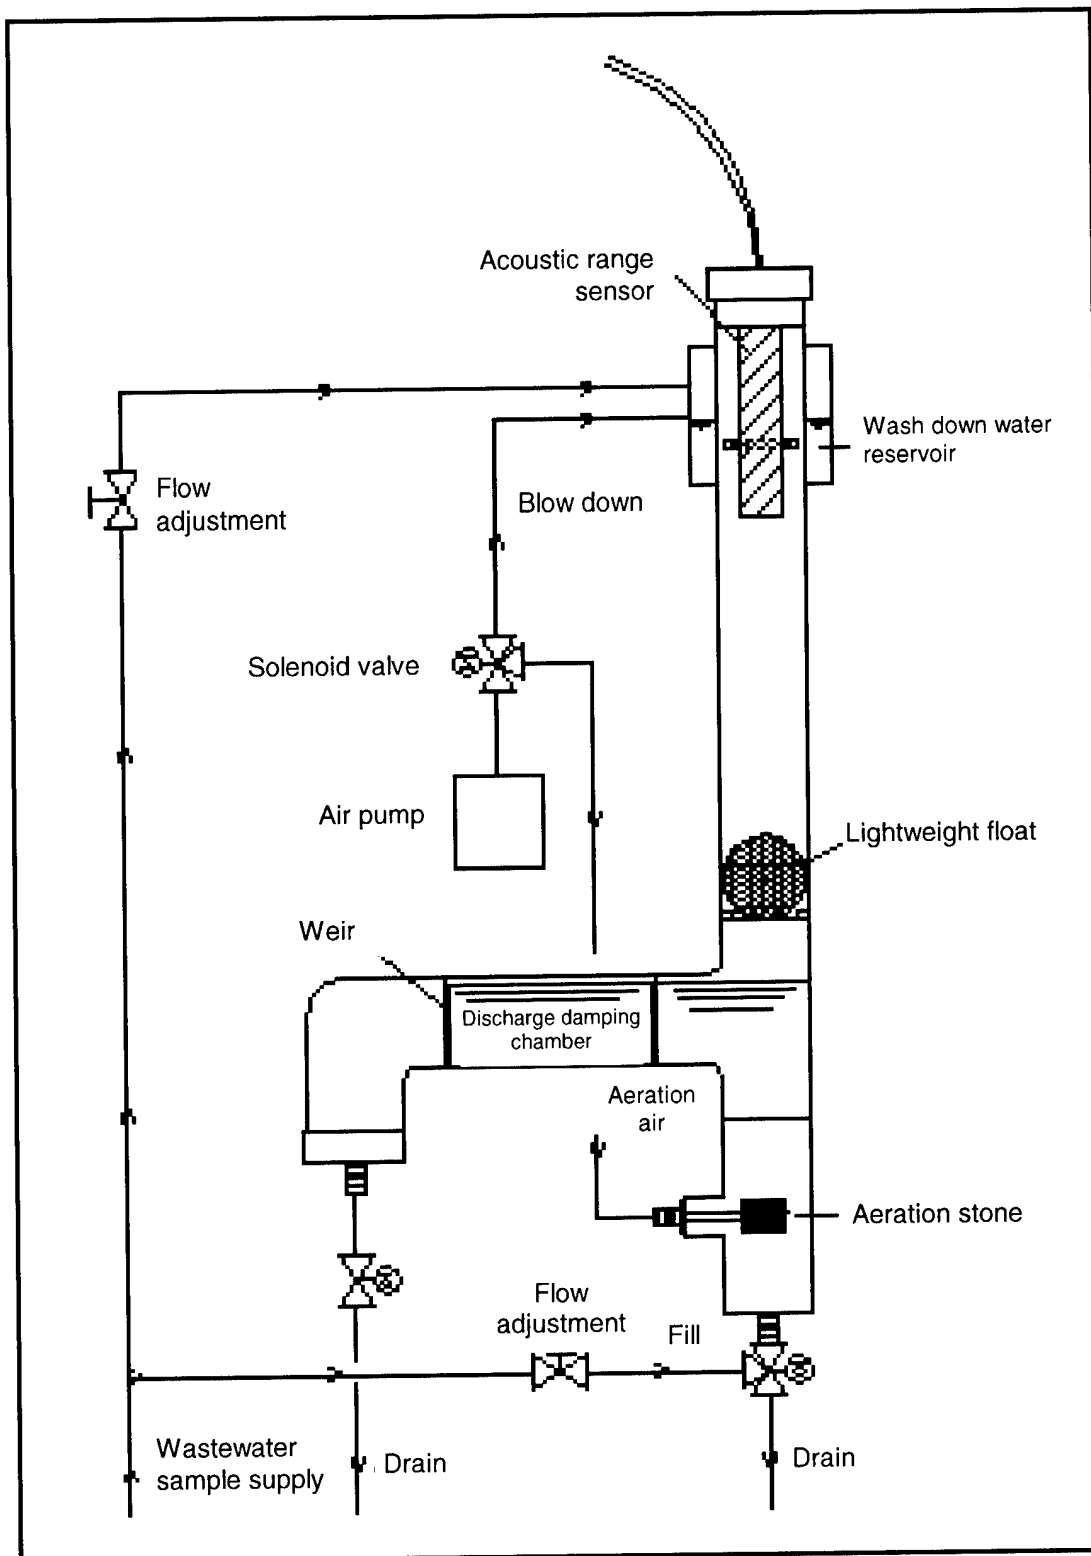 Acoustic range
sensor
Wash down water
reservoir
Flow
adjustment
Blow down
Solenoid valve
Air pump
Lightweight float
Weir
Discharge damping
chamber
Aeration
air
Aeration stone
Flow
adjustment
Fill
Wastewater
sample supply
Drain
Drain